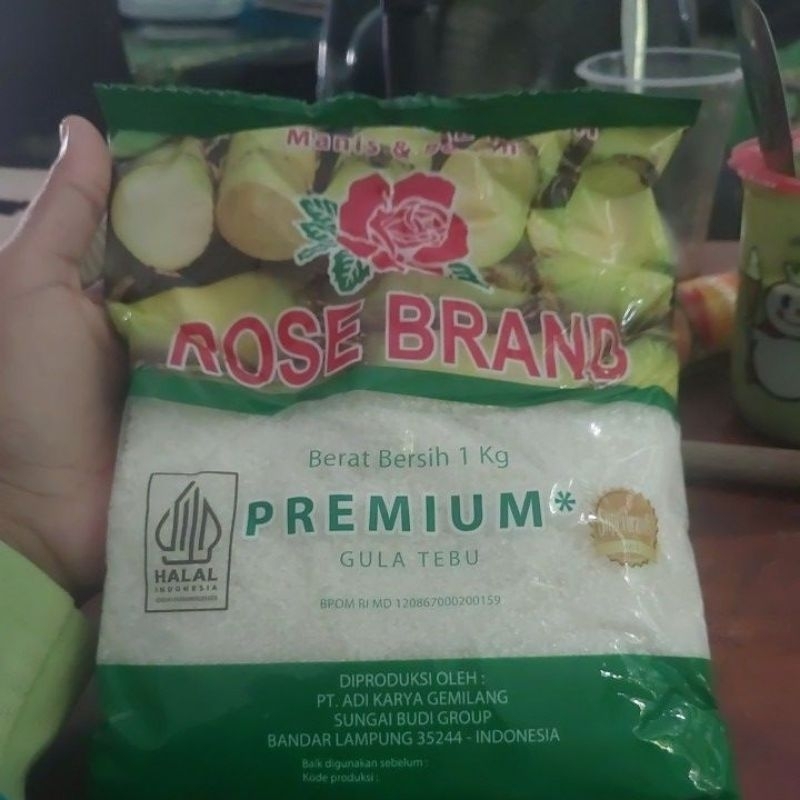 Manis &
ROSE BRAND
Berat Bersih 1 Kg
PREMIUM*
GULA TEBU
HALAL
INDONESIA
BPOM RI MD 120867000200159
DIPRODUKSI OLEH :
PT. ADI KARYA GEMILANG
SUNGAI BUDI GROUP
BANDAR LAMPUNG 35244 - INDONESIA
Baik digunakan sebelum :
Kode produksi :